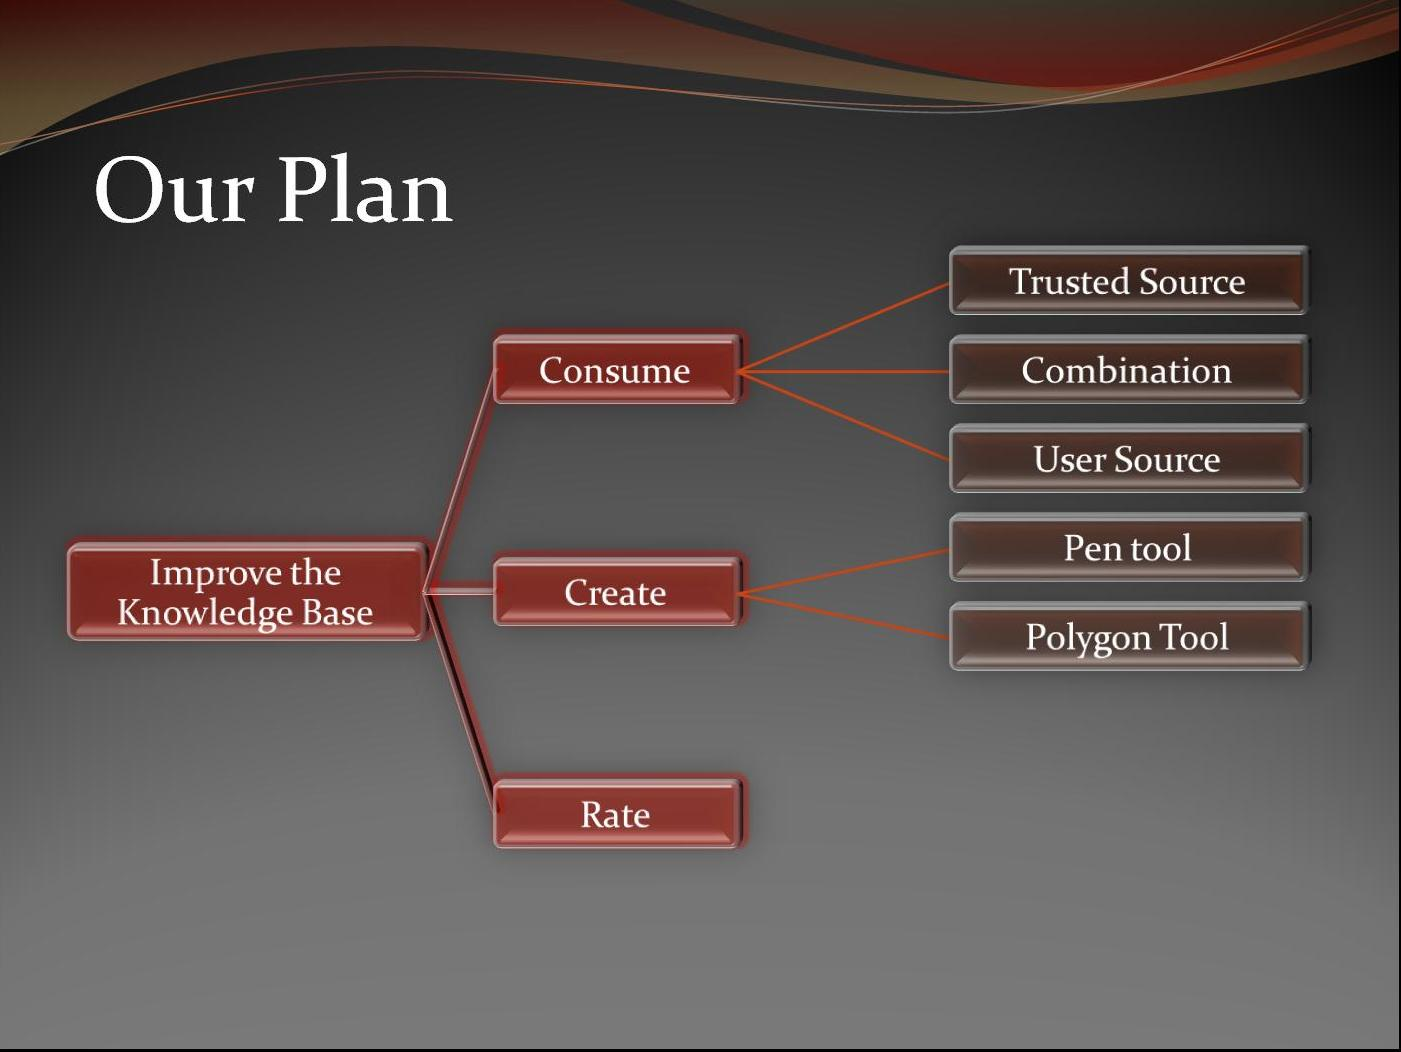 Our Plan
Improve the
Knowledge Base
Consume
Trusted Source
Combination
User Source
Create
Pen tool
Polygon Tool
Rate